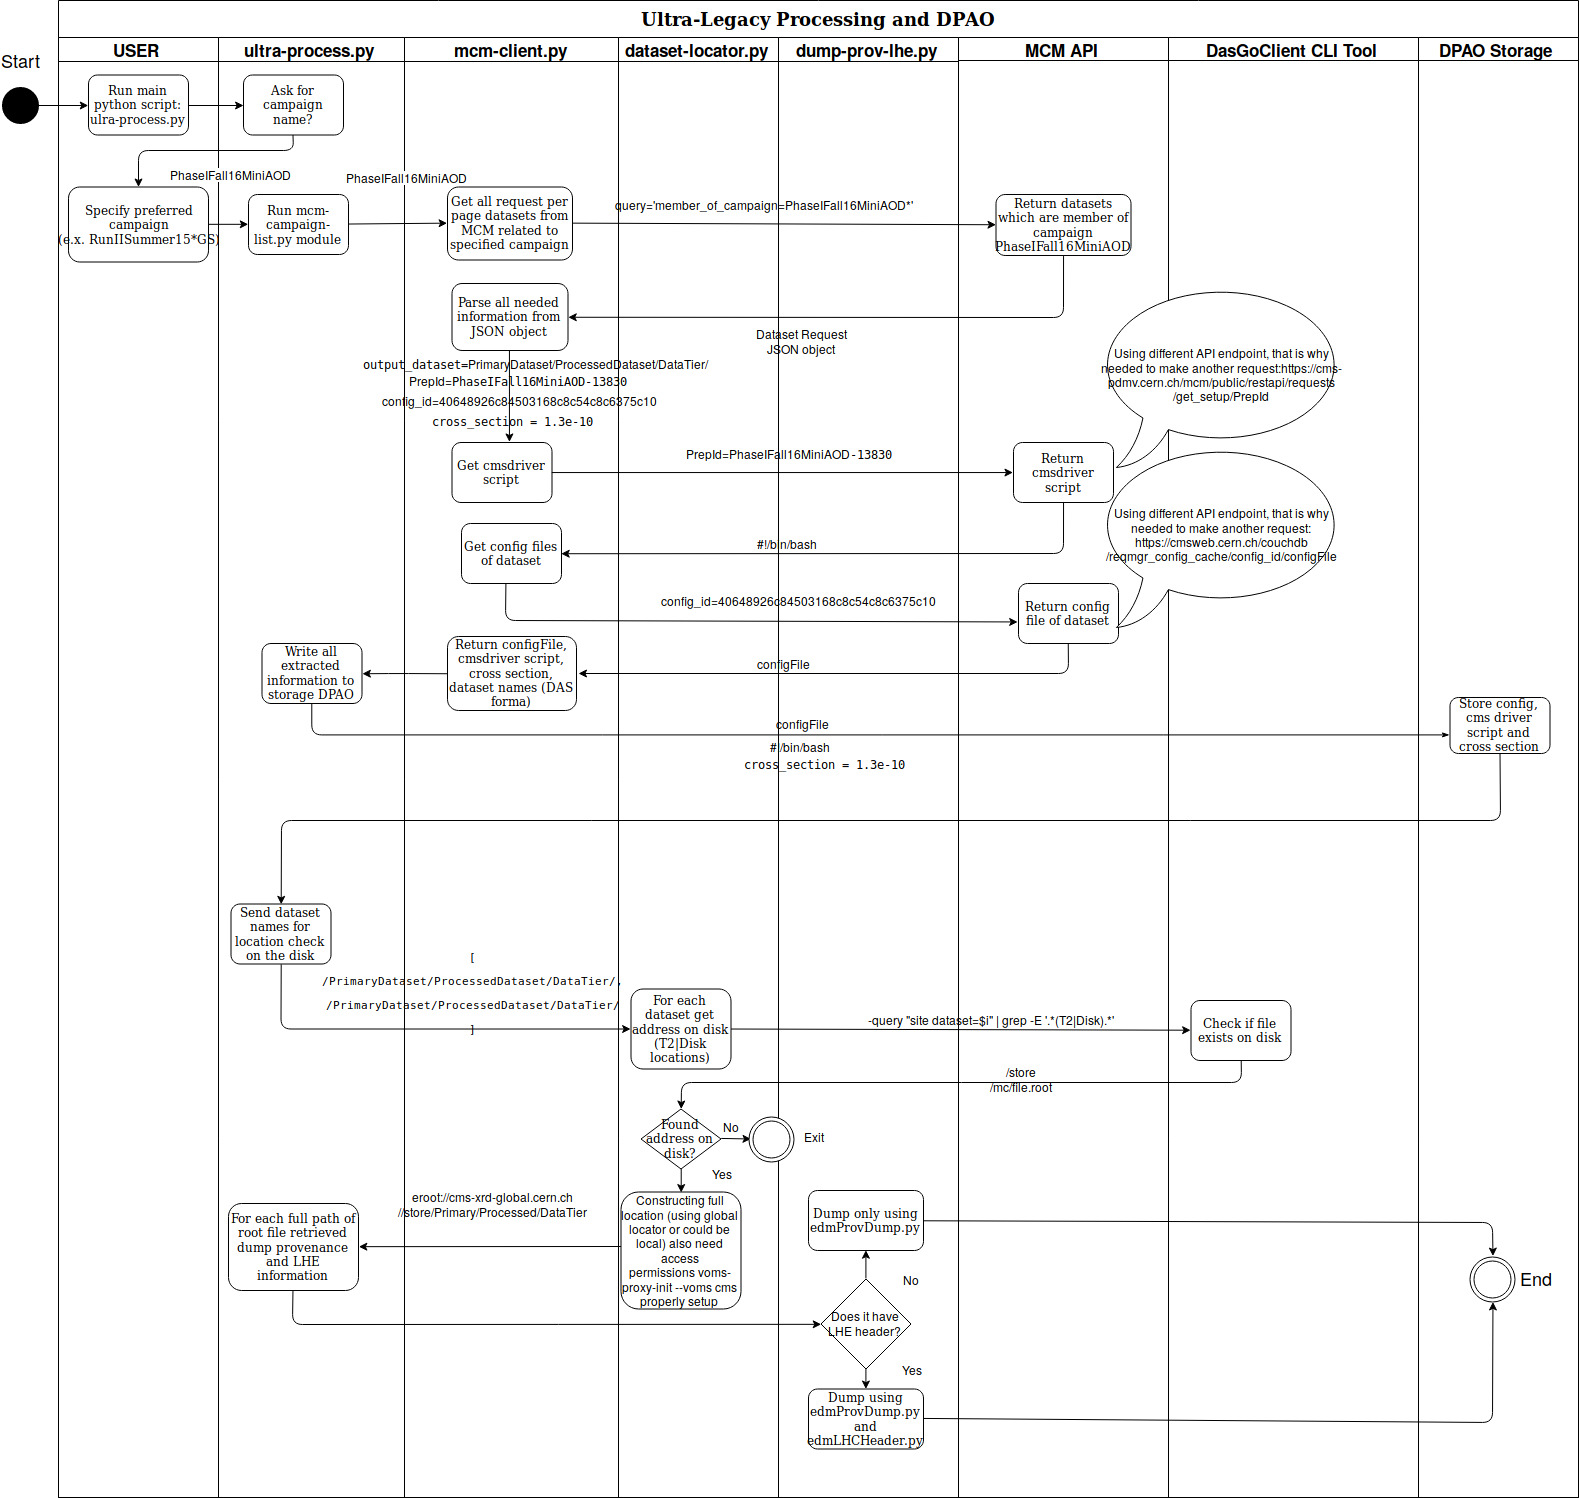 Ultra-Legacy Processing and DPAO
USER
ultra-process.py
mcm-client.py
dataset-locator.py
dump-prov-lhe.py
MCM API
DasGoClient CLI Tool
DPAO Storage
Start
Run main
python script:
ulra-process.py
Ask for
campaign
name?
PhaseIFall16MiniAOD
PhaseIFall16MiniAOD
Specify preferred
campaign
(e.x. RunIISummer15*GS)
Run mcm-
campaign-
list.py module
Get all request per
page datasets from
MCM related to
specified campaign
query='member_of_campaign=PhaseIFall16MiniAOD*'
Return datasets
which are member of
campaign
PhaseIFall16MiniAOD
Parse all needed
information from
JSON object
Dataset Request
JSON object
output_dataset=PrimaryDataset/ProcessedDataset/DataTier/
PrepId=PhaseIFall16MiniAOD-13830
config_id=40648926c84503168c8c54c8c6375c10
cross_section = 1.3e-10
Using different API endpoint, that is why
needed to make another request:https://cms-
pdmv.cern.ch/mcm/public/restapi/requests
/get_setup/PrepId
Get cmsdriver
script
PrepId=PhaseIFall16MiniAOD-13830
Return
cmsdriver
script
Using different API endpoint, that is why
needed to make another request:
https://cmsweb.cern.ch/couchdb
/reqmgr_config_cache/config_id/configFile
Get config files
of dataset
#!/bin/bash
config_id=40648926c84503168c8c54c8c6375c10
Return config
file of dataset
Write all
extracted
information to
storage DPAO
Return configFile,
cmsdriver script,
cross section,
dataset names (DAS
forma)
configFile
configFile
#!/bin/bash
cross_section = 1.3e-10
Store config,
cms driver
script and
cross section
Send dataset
names for
location check
on the disk
[
/PrimaryDataset/ProcessedDataset/DataTier/,
/PrimaryDataset/ProcessedDataset/DataTier/
]
For each
dataset get
address on disk
(T2|Disk
locations)
-query "site dataset=$i" | grep -E '.*(T2|Disk).*'
Check if file
exists on disk
/store
/mc/file.root
Found
address on
disk?
No
Exit
Yes
eroot://cms-xrd-global.cern.ch
//store/Primary/Processed/DataTier
For each full path of
root file retrieved
dump provenance
and LHE
information
Constructing full
location (using global
locator or could be
local) also need
access
permissions voms-
proxy-init --voms cms
properly setup
Dump only using
edmProvDump.py
No
Does it have
LHE header?
Yes
Dump using
edmProvDump.py
and
edmLHCHeader.py
End